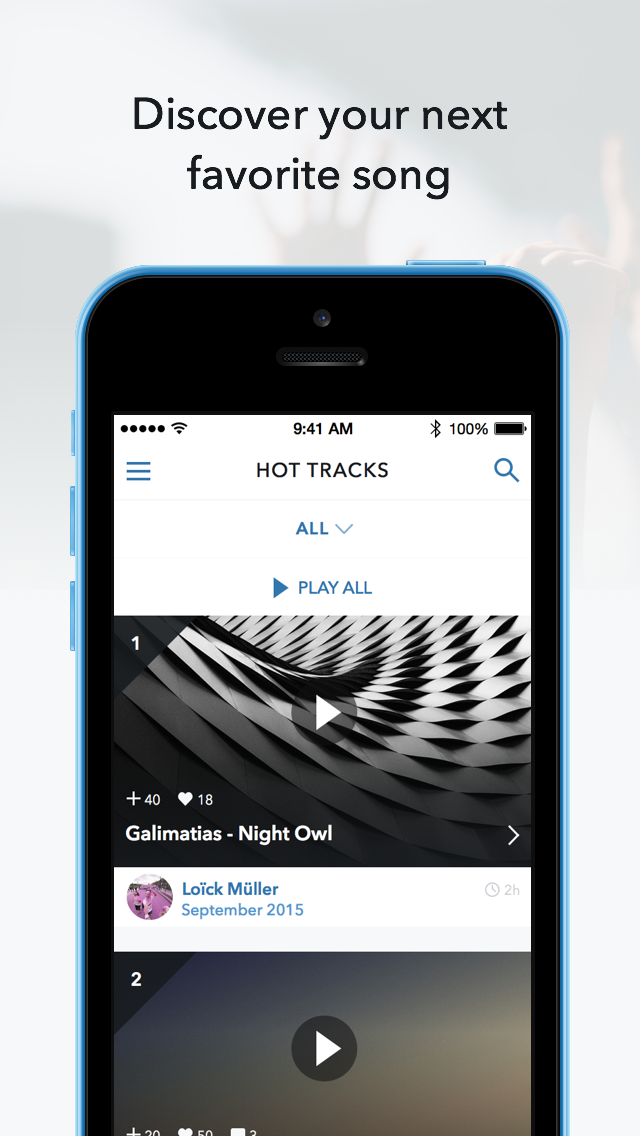 Discover your next
favorite song
9:41 AM
100%
HOT TRACKS
ALL
PLAY ALL
1
40 18
Galimatias - Night Owl
Loïck Müller
2h
September 2015
2
20 50 3